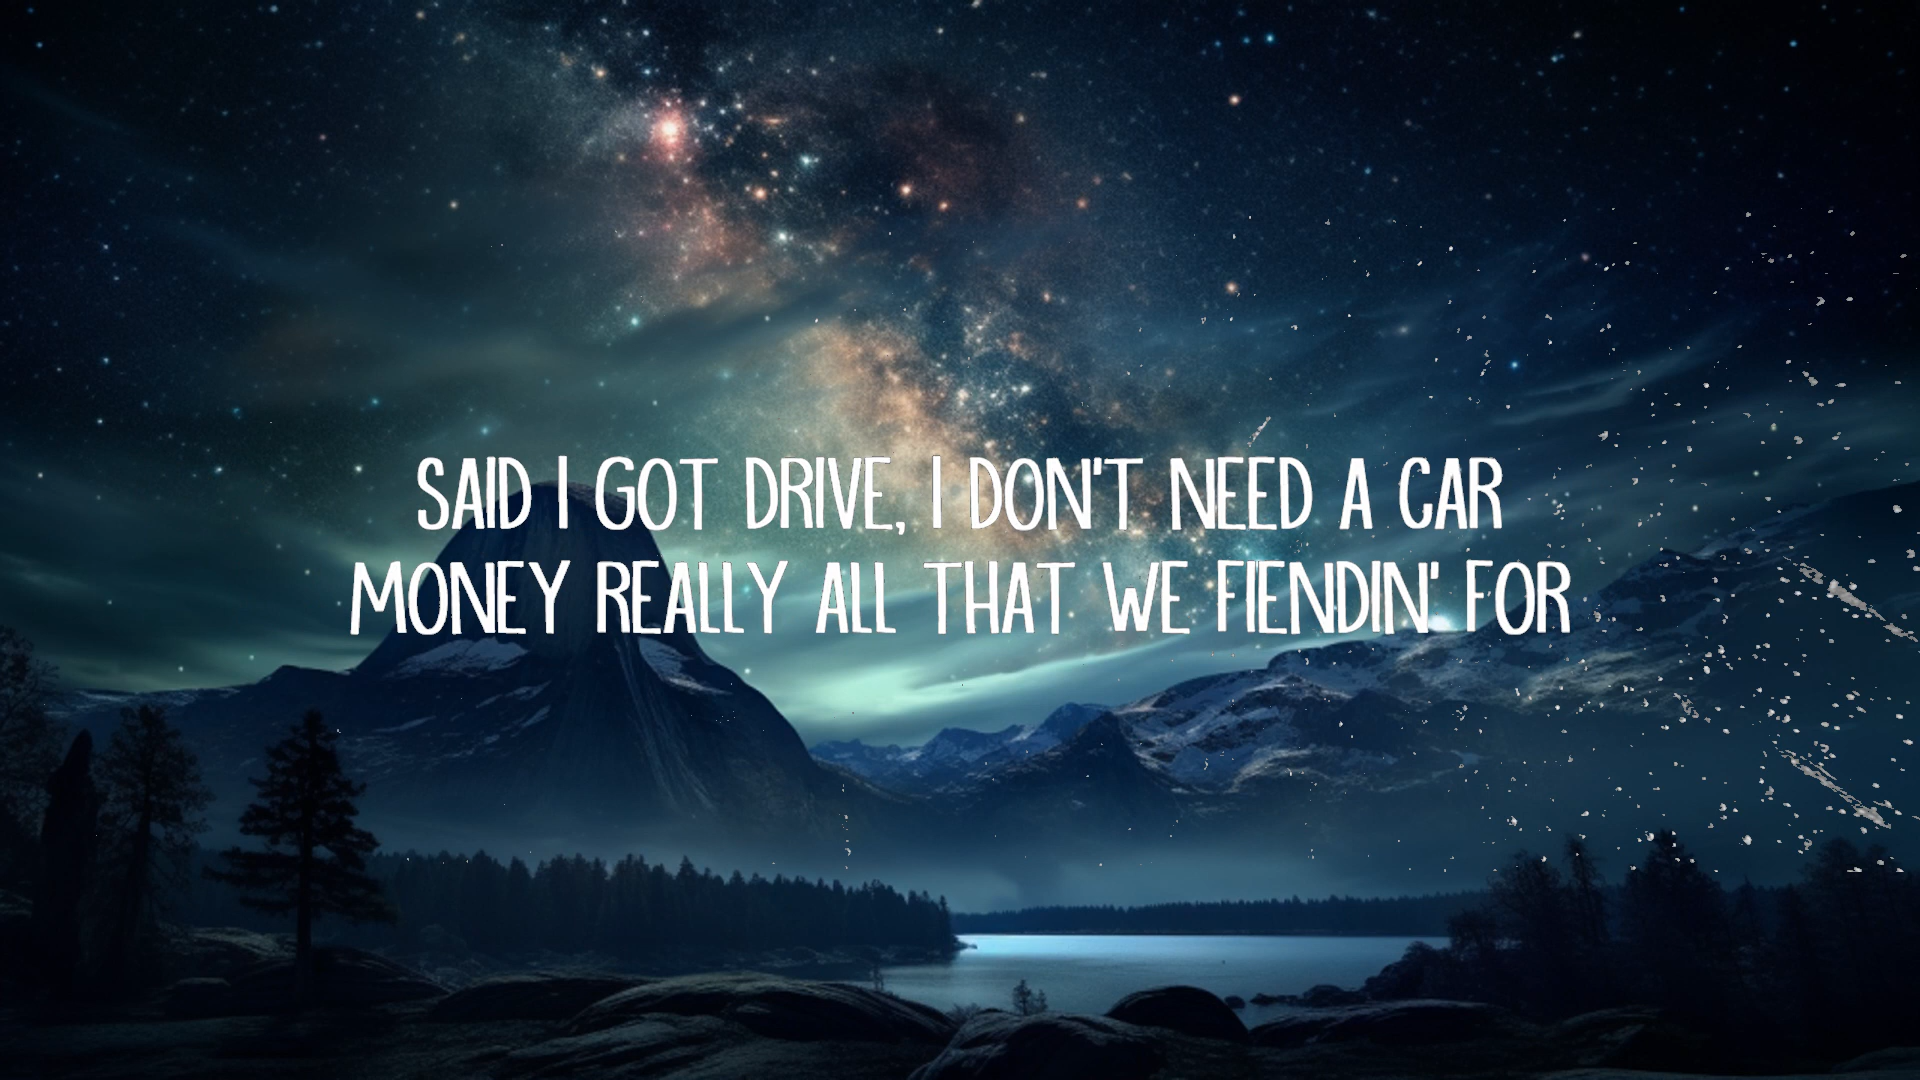 SAID I GOT DRIVE, I DON'T NEED A CAR
MONEY REALLY ALL THAT WE FIENDIN' FOR